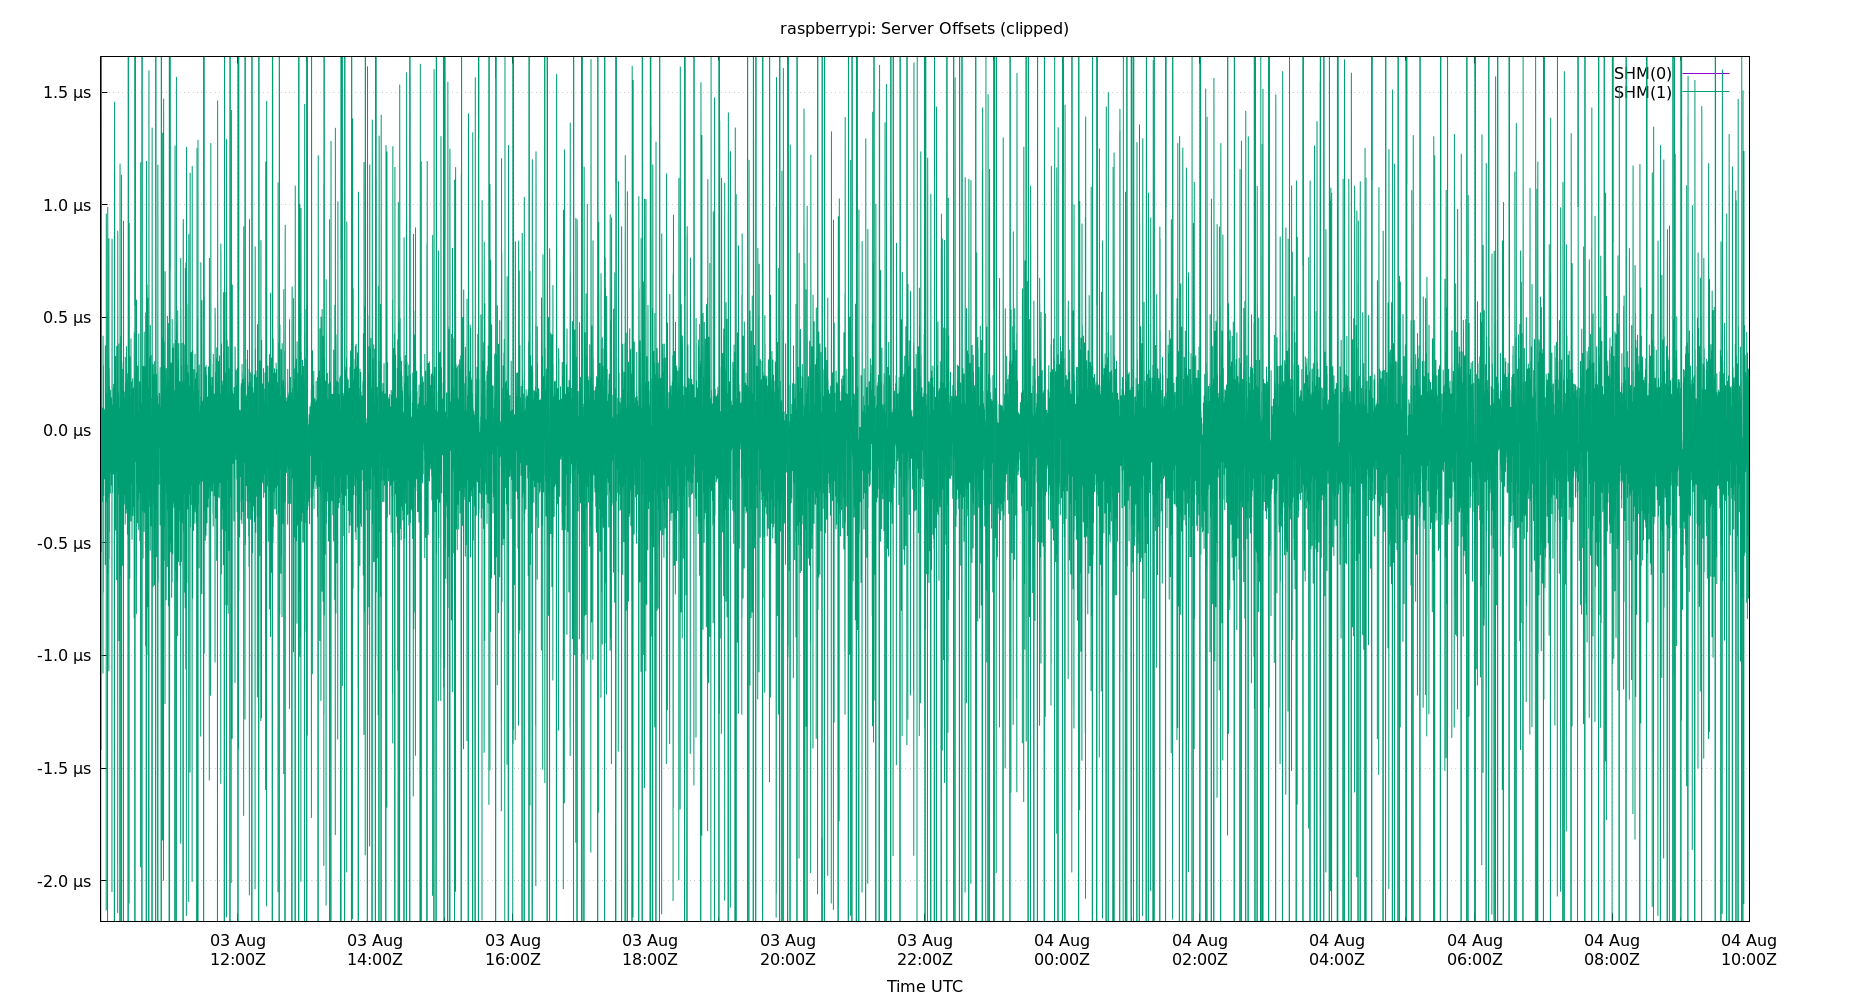 raspberrypi: Server Offsets (clipped)
SHM(0)
SHM(1)
1.5 µs
1.0 µs
0.5 µs
0.0 µs
-0.5 µs
-1.0 µs
-1.5 µs
-2.0 µs
03 Aug 03 Aug 03 Aug 03 Aug 03 Aug 03 Aug 04 Aug 04 Aug 04 Aug 04 Aug 04 Aug 04 Aug
12:00Z 14:00Z 16:00Z 18:00Z 20:00Z 22:00Z 00:00Z 02:00Z 04:00Z 06:00Z 08:00Z 10:00Z
Time UTC